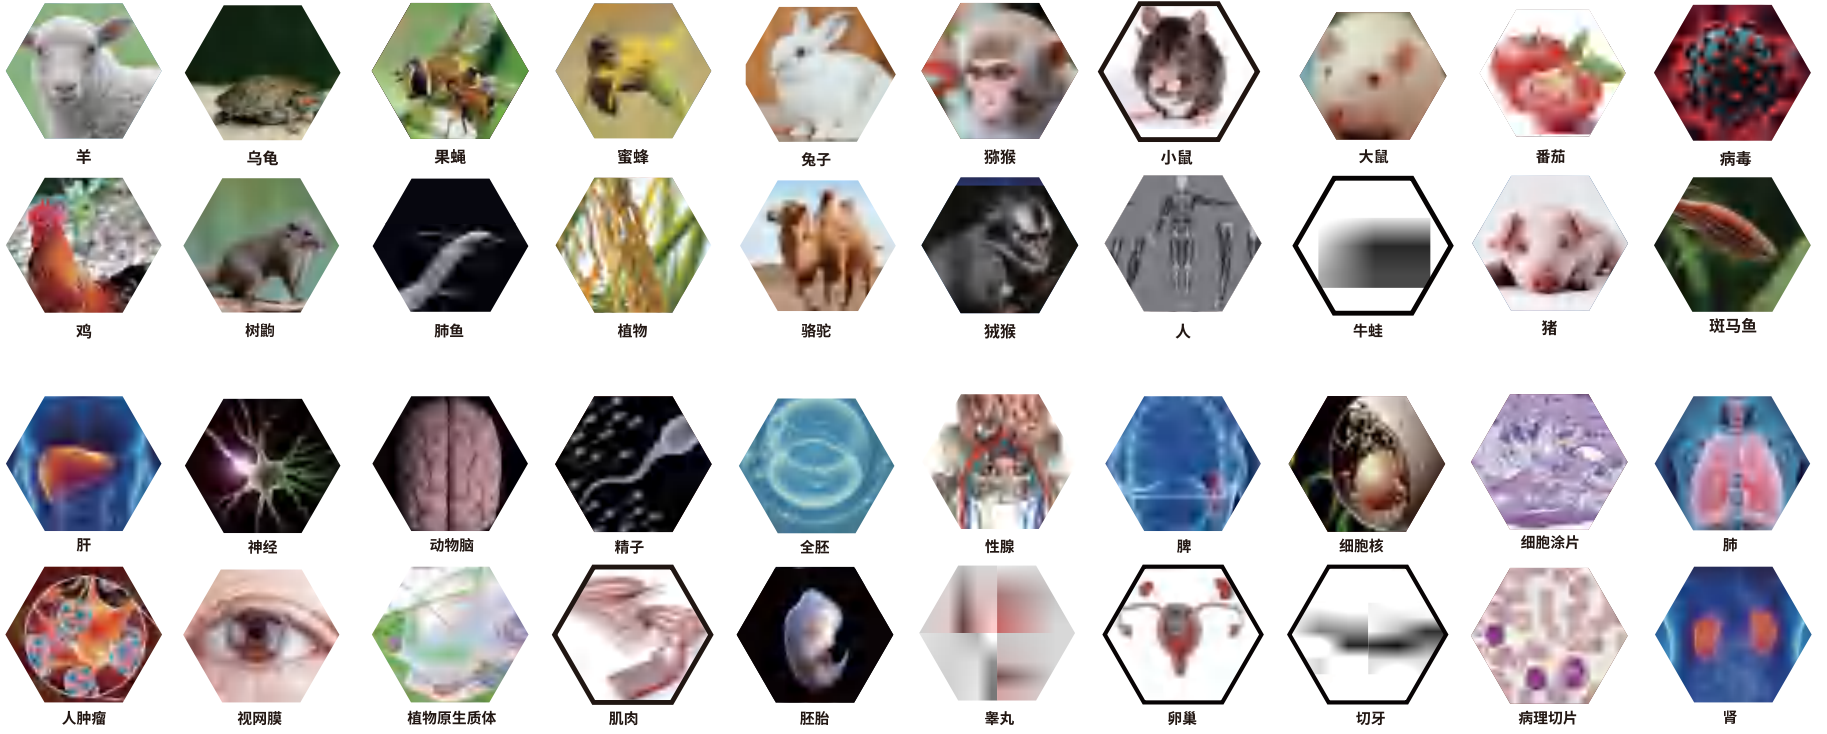 羊 乌龟 果蝇 蜜蜂 兔子 猕猴 小鼠 大鼠 番茄 病毒
鸡 树鼩 肺鱼 植物 骆驼 狨猴 人 牛蛙 猪 斑马鱼
肝 神经 动物脑 精子 全胚 性腺 脾 细胞核 细胞涂片 肺
人肿瘤 视网膜 植物原生质体 肌肉 胚胎 睾丸 卵巢 切牙 病理切片 肾